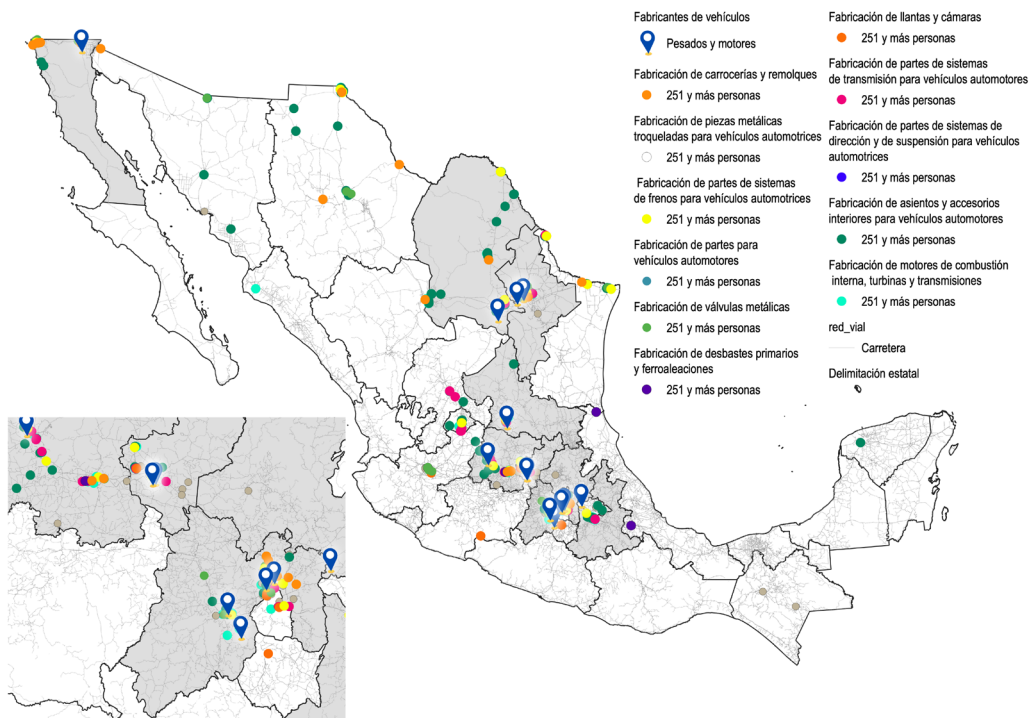 Fabricantes de vehículos
Pesados y motores
Fabricación de carrocerías y remolques
251 y más personas
Fabricación de piezas metálicas
troqueladas para vehículos automotrices
251 y más personas
Fabricación de partes de sistemas
de frenos para vehículos automotrices
251 y más personas
Fabricación de partes para
vehículos automotores
251 y más personas
Fabricación de válvulas metálicas
251 y más personas
Fabricación de desbastes primarios
y ferroaleaciones
251 y más personas
Fabricación de llantas y cámaras
251 y más personas
Fabricación de partes de sistemas
de transmisión para vehículos automotores
251 y más personas
Fabricación de partes de sistemas de
dirección y de suspensión para vehículos
automotrices
251 y más personas
Fabricación de asientos y accesorios
interiores para vehículos automotores
251 y más personas
Fabricación de motores de combustión
interna, turbinas y transmisiones
251 y más personas
red_vial
Carretera
Delimitación estatal